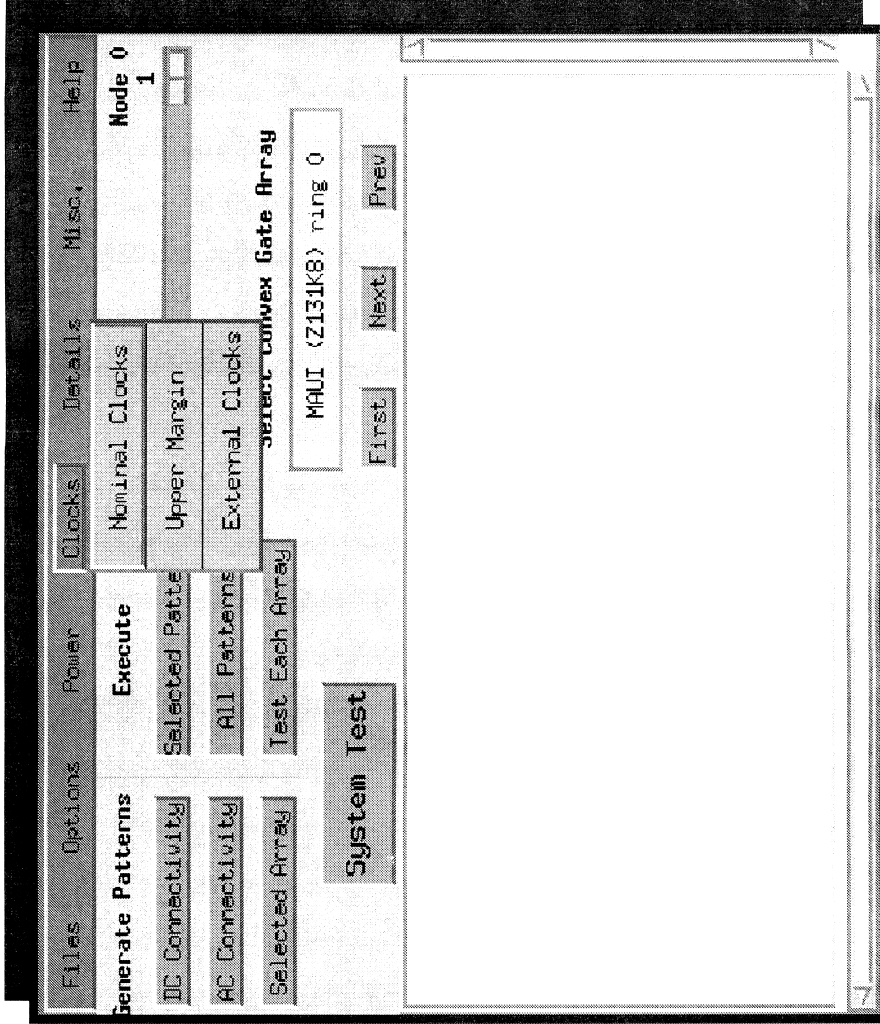 Files Options Power Clocks Details Misc. Help
Generate Patterns Execute Nominal Clocks Node 0
1
DC Connectivity Selected Patte Upper Margin
AC Connectivity All Patterns External Clocks
Select Convex Gate Array
Selected Array Test Each Array
MAUI (Z131K8) ring 0
System Test First Next Prev